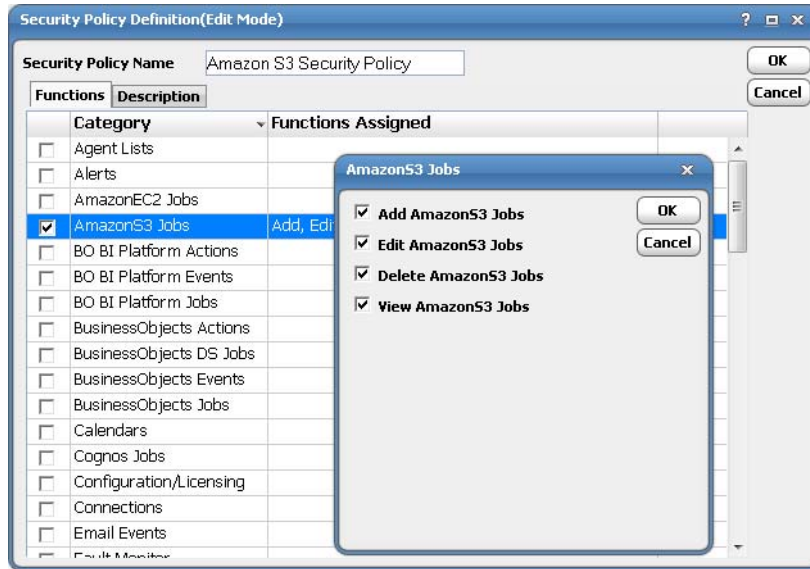 Security Policy Definition(Edit Mode)
Security Policy Name Amazon S3 Security Policy
OK
Cancel
Functions Description
Category Functions Assigned
Agent Lists
Alerts
AmazonEC2 Jobs
AmazonS3 Jobs Add, Edi
BO BI Platform Actions
BO BI Platform Events
BO BI Platform Jobs
BusinessObjects Actions
BusinessObjects DS Jobs
BusinessObjects Events
BusinessObjects Jobs
Calendars
Cognos Jobs
Configuration/Licensing
Connections
Email Events
Fault Monitor
AmazonS3 Jobs
Add AmazonS3 Jobs
Edit AmazonS3 Jobs
Delete AmazonS3 Jobs
View AmazonS3 Jobs
OK
Cancel